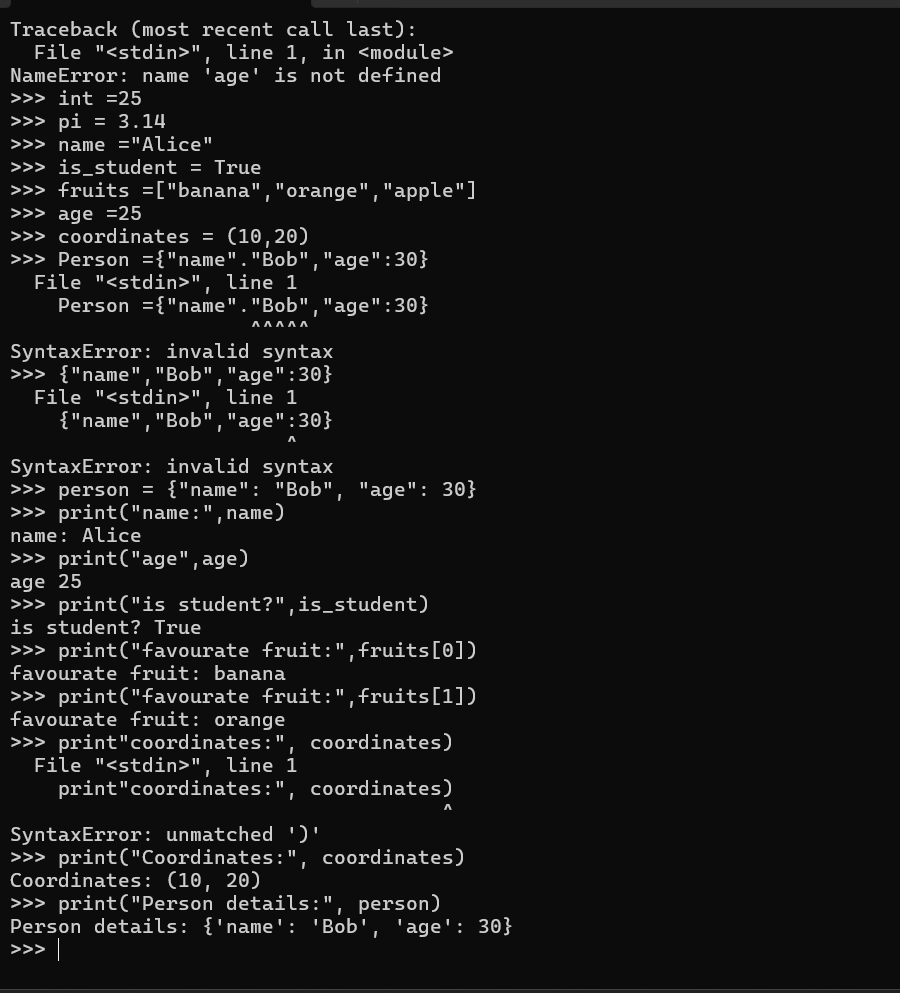 Traceback (most recent call last):
  File "<stdin>", line 1, in <module>
NameError: name 'age' is not defined
>>> int =25
>>> pi = 3.14
>>> name ="Alice"
>>> is_student = True
>>> fruits =["banana","orange","apple"]
>>> age =25
>>> coordinates = (10,20)
>>> Person ={"name"."Bob","age":30}
  File "<stdin>", line 1
    Person ={"name"."Bob","age":30}
                    ^^^^^
SyntaxError: invalid syntax
>>> {"name","Bob","age":30}
  File "<stdin>", line 1
    {"name","Bob","age":30}
                       ^
SyntaxError: invalid syntax
>>> person = {"name": "Bob", "age": 30}
>>> print("name:",name)
name: Alice
>>> print("age",age)
age 25
>>> print("is student?",is_student)
is student? True
>>> print("favourate fruit:",fruits[0])
favourate fruit: banana
>>> print("favourate fruit:",fruits[1])
favourate fruit: orange
>>> print"coordinates:", coordinates)
  File "<stdin>", line 1
    print"coordinates:", coordinates)
                                    ^
SyntaxError: unmatched ')'
>>> print("Coordinates:", coordinates)
Coordinates: (10, 20)
>>> print("Person details:", person)
Person details: {'name': 'Bob', 'age': 30}
>>>